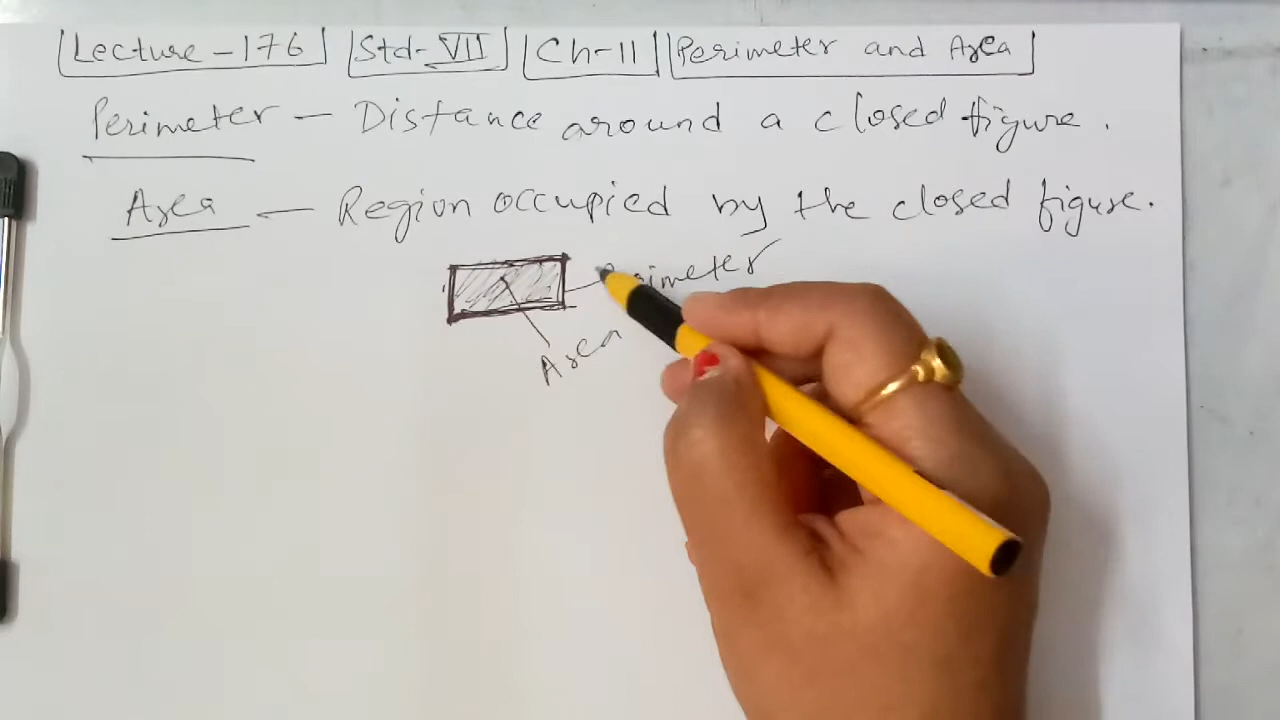 Lecture-176 Std-VII Ch-11 Perimeter and Area
Perimeter - Distance around a closed figure.
Area - Region occupied by the closed figure.
Perimeter
Area